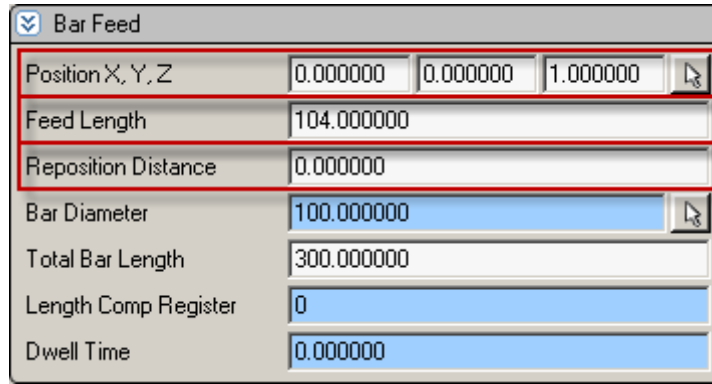 Bar Feed
Position X, Y, Z 0.000000 0.000000 1.000000
Feed Length 104.000000
Reposition Distance 0.000000
Bar Diameter 100.000000
Total Bar Length 300.000000
Length Comp Register 0
Dwell Time 0.000000